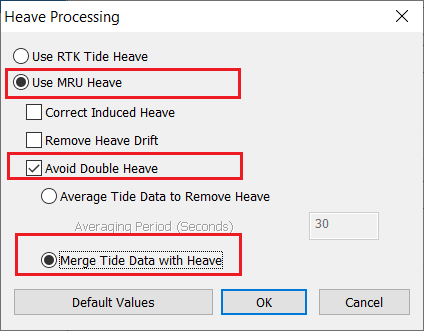 Heave Processing
Use RTK Tide Heave
Use MRU Heave
Correct Induced Heave
Remove Heave Drift
Avoid Double Heave
Average Tide Data to Remove Heave
Averaging Period (Seconds)
30
Merge Tide Data with Heave
Default Values OK Cancel